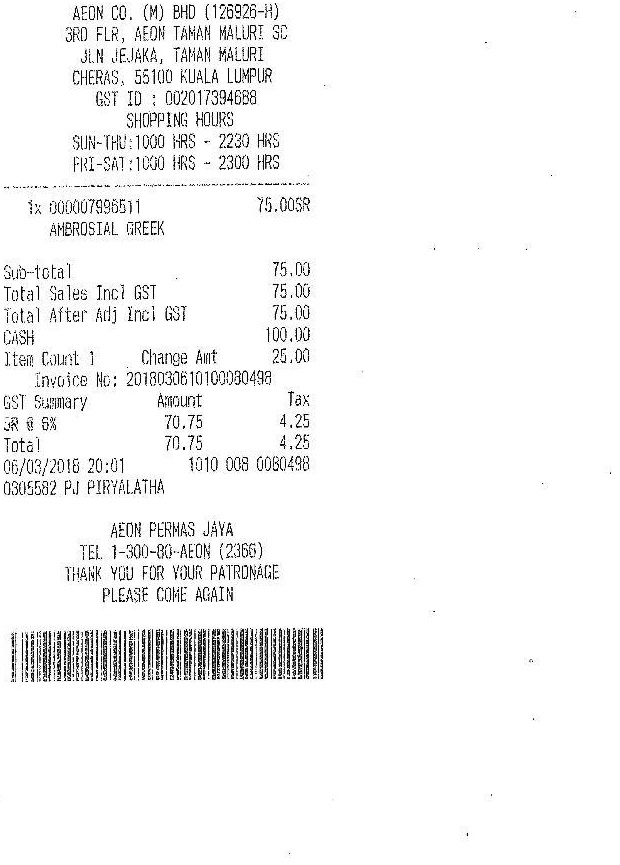 AEON CO. (M) BHD (126926-H)
3RD FLR, AEON TAMAN MALURI SC
JLN JEJAKA, TAMAN MALURI
CHERAS, 55100 KUALA LUMPUR
GST ID : 002017394688
SHOPPING HOURS
SUN-THU:1000 HRS - 2230 HRS
FRI-SAT:1000 HRS - 2300 HRS
1x 000007996511 75.00SR
AMBROSIAL GREEK
Sub-total 75.00
Total Sales Incl GST 75.00
Total After Adj Incl GST 75.00
CASH 100.00
Item Count 1 Change Amt 25.00
Invoice No: 2018030610100080498
GST Summary Amount Tax
SR @ 6% 70.75 4.25
Total 70.75 4.25
06/03/2018 20:01 1010 008 0080498
0305582 PJ PIRYALATHA
AEON PERMAS JAYA
TEL 1-300-80-AEON (2366)
THANK YOU FOR YOUR PATRONAGE
PLEASE COME AGAIN